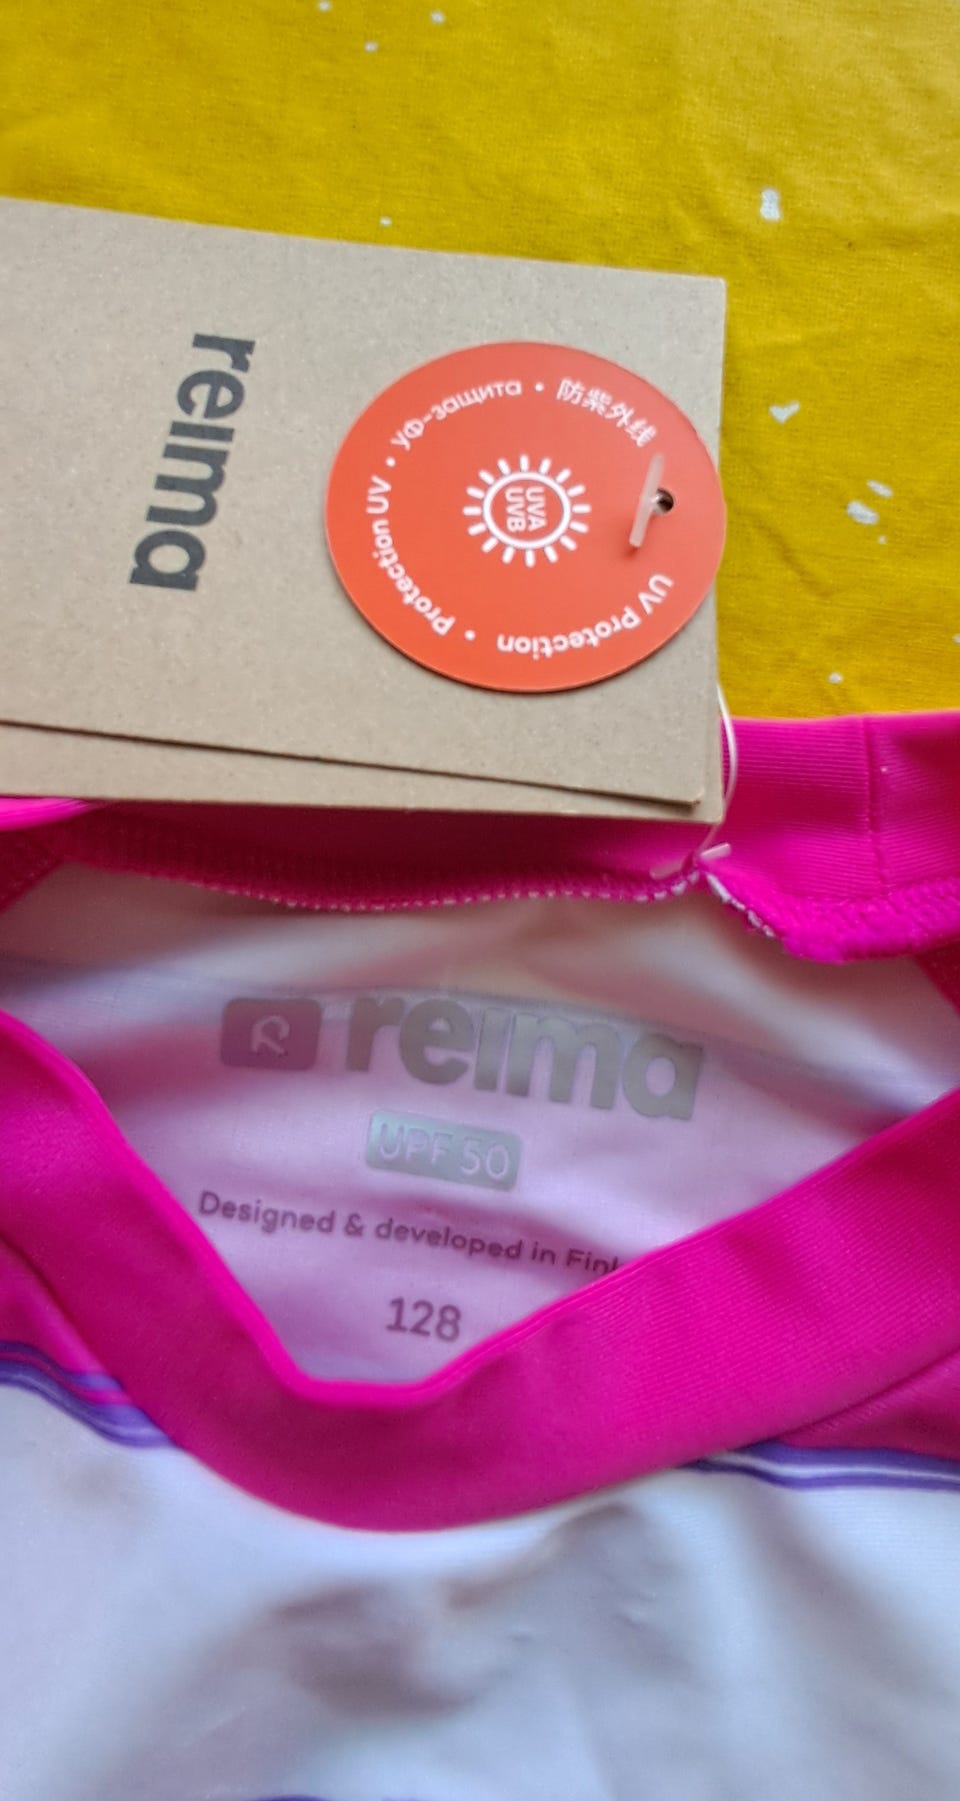 reima
UV Protection • Protection UV • УФ-защита • 防紫外线
UVA
UVB
R reima
UPF 50
Designed & developed in Finl
128